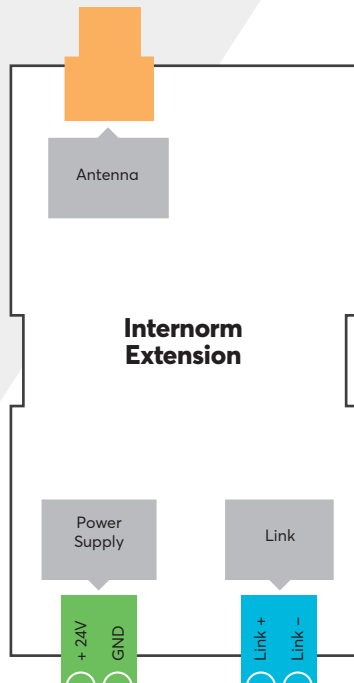 Antenna
Internorm
Extension
Power
Supply
Link
+ 24V
GND
Link +
Link –